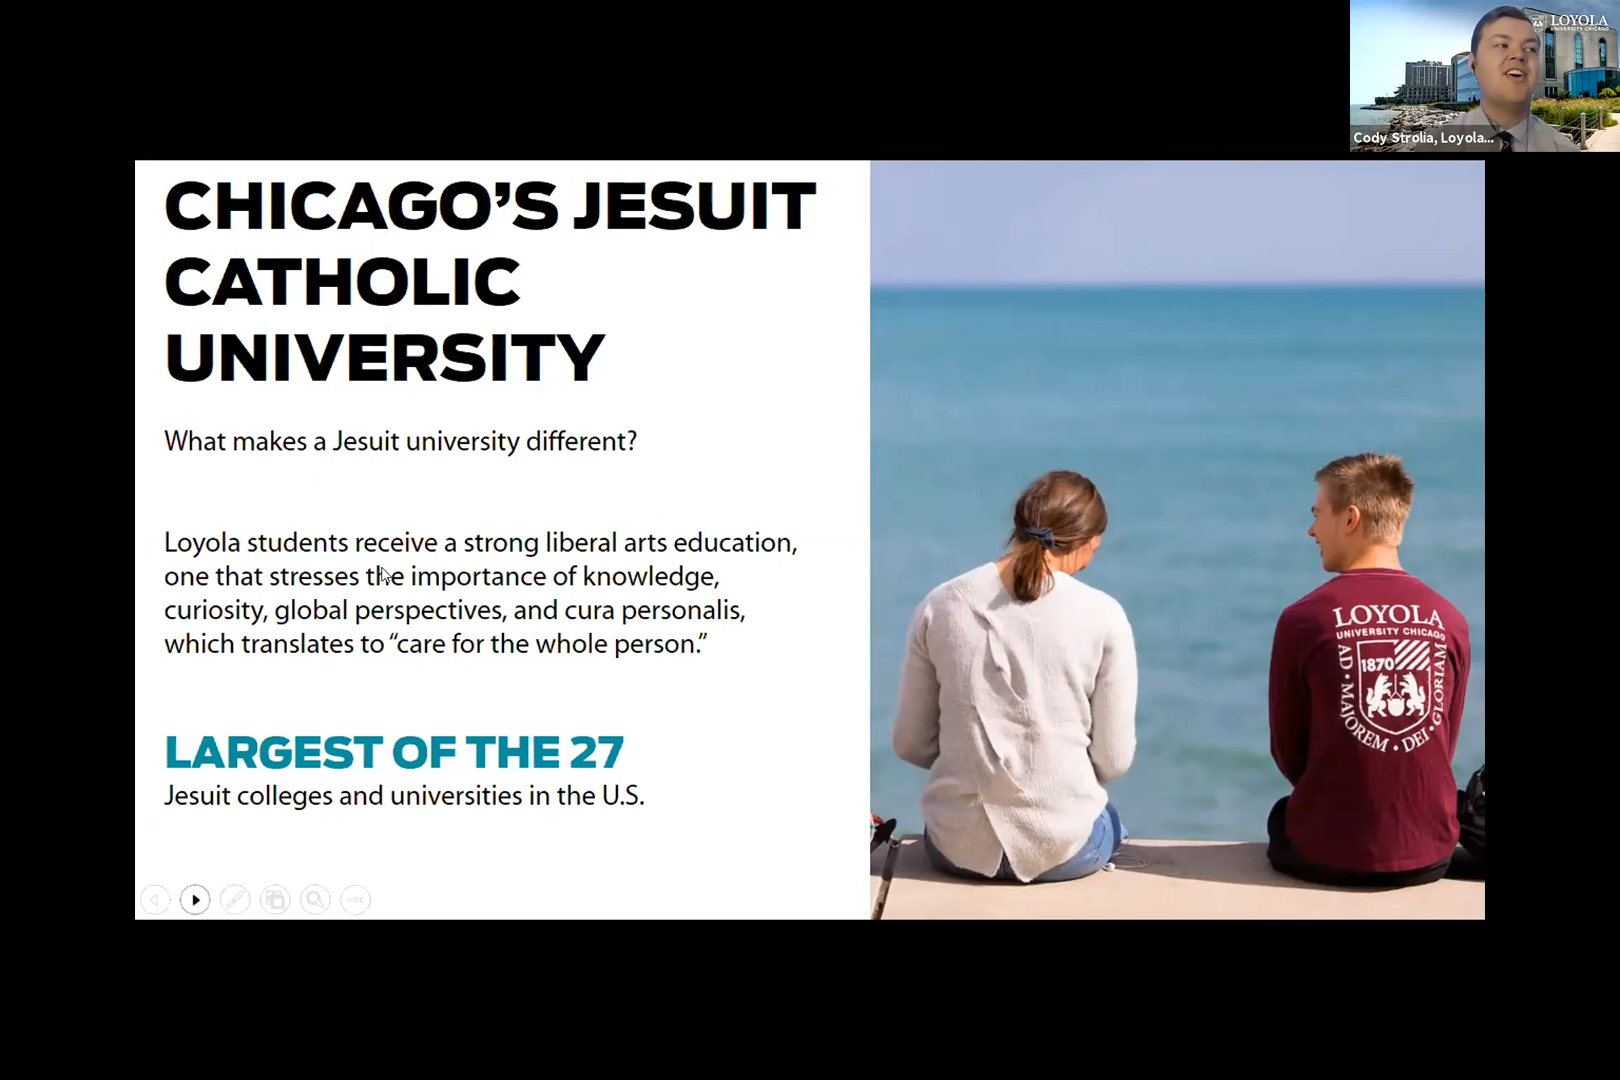 LOYOLA
UNIVERSITY CHICAGO
Cody Strolia, Loyola...
CHICAGO’S JESUIT
CATHOLIC
UNIVERSITY
What makes a Jesuit university different?
Loyola students receive a strong liberal arts education,
one that stresses the importance of knowledge,
curiosity, global perspectives, and cura personalis,
which translates to “care for the whole person.”
LARGEST OF THE 27
Jesuit colleges and universities in the U.S.
LOYOLA
UNIVERSITY CHICAGO
1870
AD • MAJOREM • DEI • GLORIAM